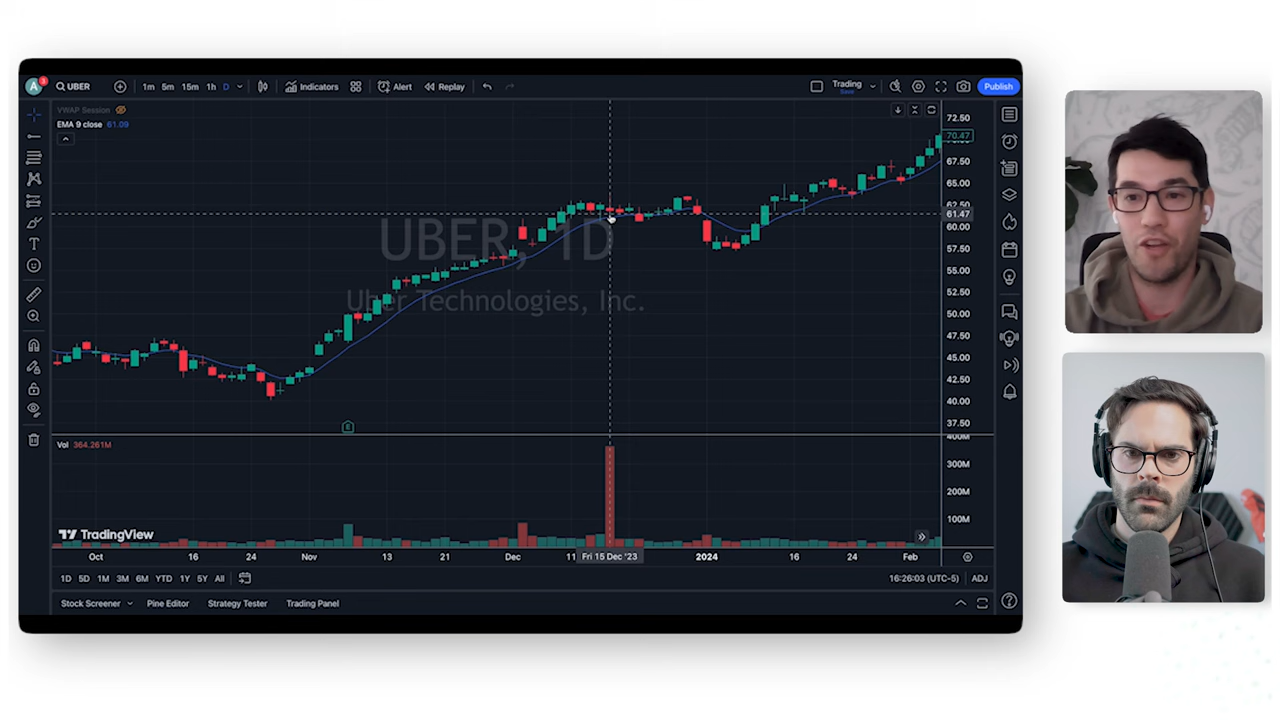 A 3 UBER 1m 5m 15m 1h D Indicators Alert Replay Trading Save Publish
VWAP Session
EMA 9 close 61.09
72.50
70.47
67.50
65.00
62.50
61.47
60.00
57.50
55.00
52.50
50.00
47.50
45.00
42.50
40.00
37.50
UBER, 1D
Uber Technologies, Inc.
E
Vol 364.261M
400M
300M
200M
100M
TradingView
Oct 16 24 Nov 13 21 Dec 11 Fri 15 Dec '23 2024 16 24 Feb
1D 5D 1M 3M 6M YTD 1Y 5Y All 16:26:03 (UTC-5) ADJ
Stock Screener Pine Editor Strategy Tester Trading Panel